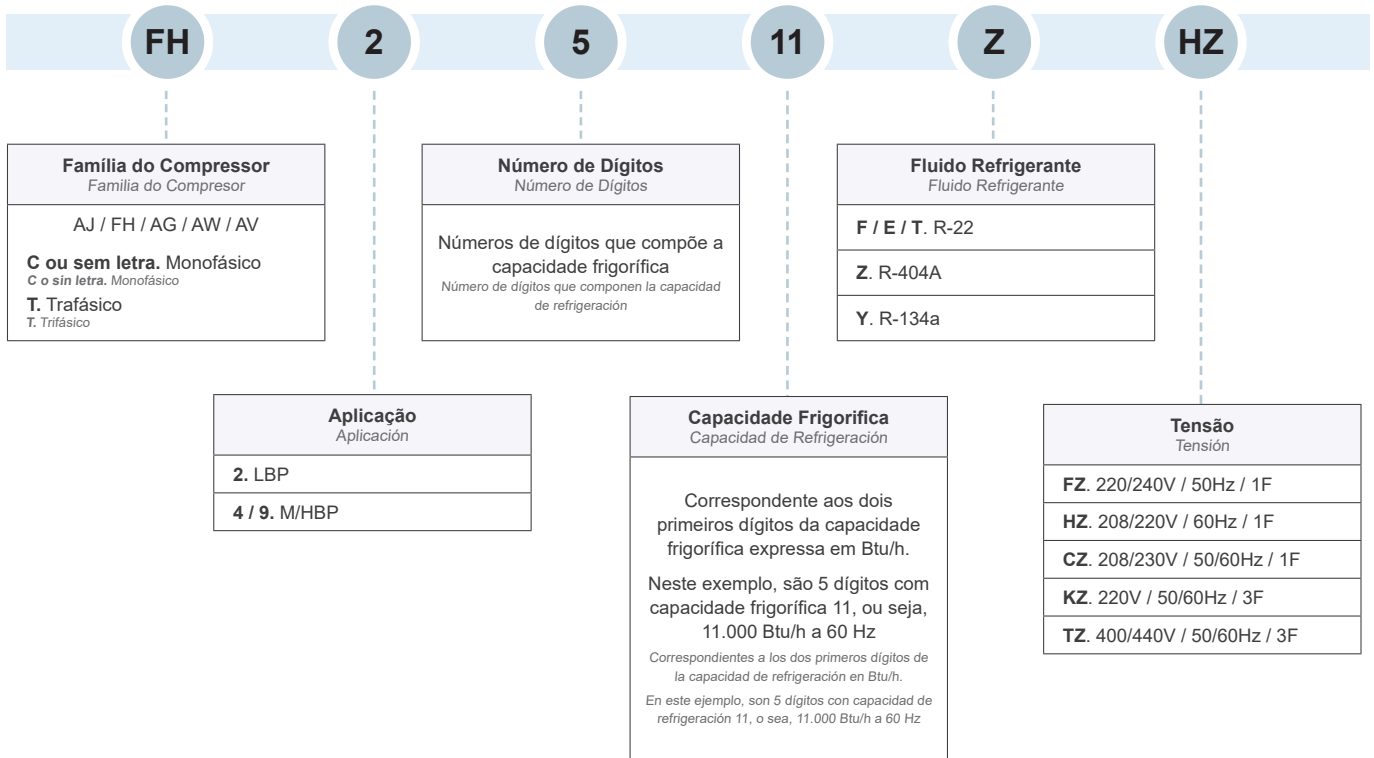 FH
2
5
11
Z
HZ
Família do Compressor
Familia do Compresor
AJ / FH / AG / AW / AV
C ou sem letra. Monofásico
C o sin letra. Monofásico
T. Trafásico
T. Trifásico
Número de Dígitos
Número de Dígitos
Números de dígitos que compõe a
capacidade frigorífica
Número de dígitos que componen la capacidad
de refrigeración
Fluido Refrigerante
Fluido Refrigerante
F / E / T. R-22
Z. R-404A
Y. R-134a
Aplicação
Aplicación
2. LBP
4 / 9. M/HBP
Capacidade Frigorifica
Capacidad de Refrigeración
Correspondente aos dois
primeiros dígitos da capacidade
frigorífica expressa em Btu/h.
Neste exemplo, são 5 dígitos com
capacidade frigorífica 11, ou seja,
11.000 Btu/h a 60 Hz
Correspondientes a los dos primeros dígitos de
la capacidad de refrigeración en Btu/h.
En este ejemplo, son 5 dígitos con capacidad de
refrigeración 11, o sea, 11.000 Btu/h a 60 Hz
Tensão
Tensión
FZ. 220/240V / 50Hz / 1F
HZ. 208/220V / 60Hz / 1F
CZ. 208/230V / 50/60Hz / 1F
KZ. 220V / 50/60Hz / 3F
TZ. 400/440V / 50/60Hz / 3F